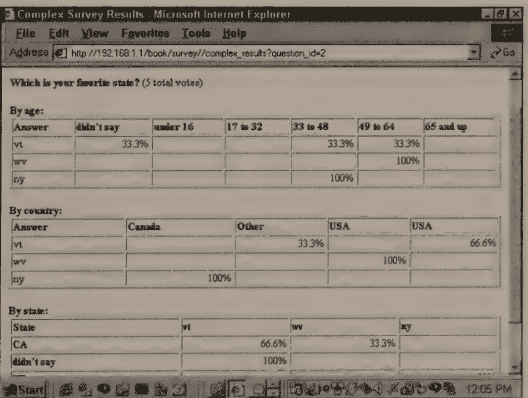 Complex Survey Results - Microsoft Internet Explorer
File Edit View Favorites Tools Help
Address http://192.168.1.1/book/survey//complex_results?question_id=2 Go
Which is your favorite state? (5 total votes)
By age:
Answer didn't say under 16 17 to 32 33 to 48 49 to 64 65 and up
vt 33.3% 33.3% 33.3%
wv 100%
ny 100%
By country:
Answer Canada Other USA USA
vt 33.3% 66.6%
wv 100%
ny 100%
By state:
State vt wv ny
CA 66.6% 33.3%
didn't say 100%
Start 12:05 PM